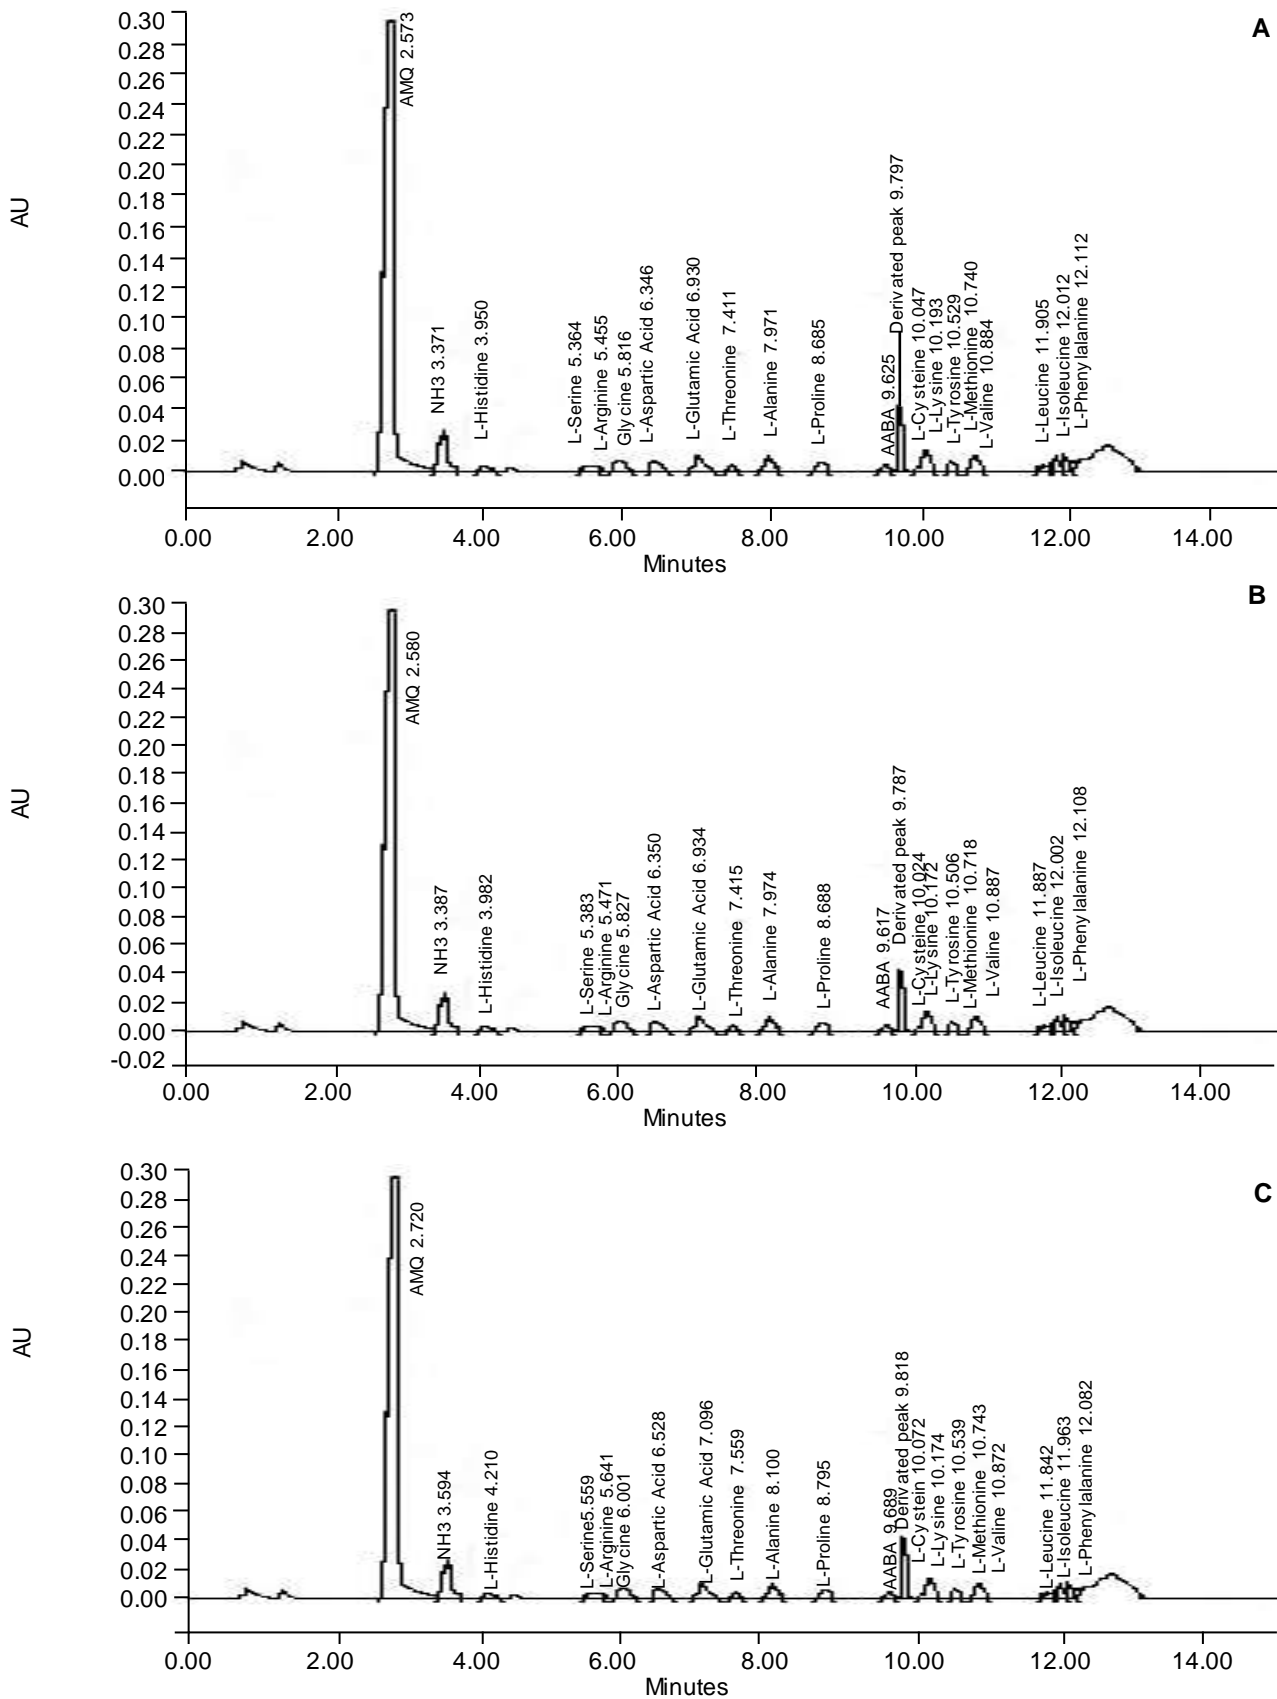 A
AU
0.30
0.28
0.26
0.24
0.22
0.20
0.18
0.16
0.14
0.12
0.10
0.08
0.06
0.04
0.02
0.00
AMQ 2.573
NH3 3.371
L-Histidine 3.950
L-Serine 5.364
L-Arginine 5.455
Glycine 5.816
L-Aspartic Acid 6.346
L-Glutamic Acid 6.930
L-Threonine 7.411
L-Alanine 7.971
L-Proline 8.685
AABA 9.625
Derivated peak 9.797
L-Cysteine 10.047
L-Lysine 10.193
L-Tyrosine 10.529
L-Methionine 10.740
L-Valine 10.884
L-Leucine 11.905
L-Isoleucine 12.012
L-Phenylalanine 12.112
0.00 2.00 4.00 6.00 8.00 10.00 12.00 14.00
Minutes
B
AU
0.30
0.28
0.26
0.24
0.22
0.20
0.18
0.16
0.14
0.12
0.10
0.08
0.06
0.04
0.02
0.00
-0.02
AMQ 2.580
NH3 3.387
L-Histidine 3.982
L-Serine 5.383
L-Arginine 5.471
Glycine 5.827
L-Aspartic Acid 6.350
L-Glutamic Acid 6.934
L-Threonine 7.415
L-Alanine 7.974
L-Proline 8.688
AABA 9.617
Derivated peak 9.787
L-Cysteine 10.024
L-Lysine 10.172
L-Tyrosine 10.506
L-Methionine 10.718
L-Valine 10.887
L-Leucine 11.887
L-Isoleucine 12.002
L-Phenylalanine 12.108
0.00 2.00 4.00 6.00 8.00 10.00 12.00 14.00
Minutes
C
AU
0.30
0.28
0.26
0.24
0.22
0.20
0.18
0.16
0.14
0.12
0.10
0.08
0.06
0.04
0.02
0.00
AMQ 2.720
NH3 3.594
L-Histidine 4.210
L-Serine5.559
L-Arginine 5.641
Glycine 6.001
L-Aspartic Acid 6.528
L-Glutamic Acid 7.096
L-Threonine 7.559
L-Alanine 8.100
L-Proline 8.795
AABA 9.689
Derivated peak 9.818
L-Cystein 10.072
L-Lysine 10.174
L-Tyrosine 10.539
L-Methionine 10.743
L-Valine 10.872
L-Leucine 11.842
L-Isoleucine 11.963
L-Phenylalanine 12.082
0.00 2.00 4.00 6.00 8.00 10.00 12.00 14.00
Minutes